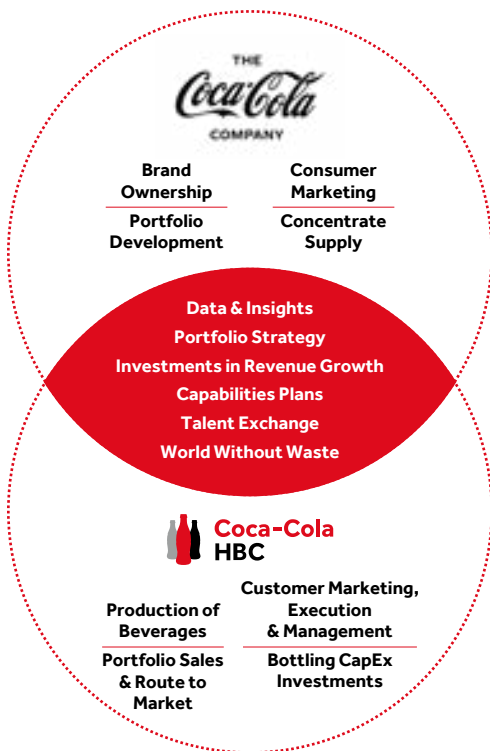 THE
Coca-Cola
COMPANY
Brand
Ownership
Consumer
Marketing
Portfolio
Development
Concentrate
Supply
Data & Insights
Portfolio Strategy
Investments in Revenue Growth
Capabilities Plans
Talent Exchange
World Without Waste
Coca-Cola
HBC
Production of
Beverages
Customer Marketing,
Execution
& Management
Portfolio Sales
& Route to
Market
Bottling CapEx
Investments